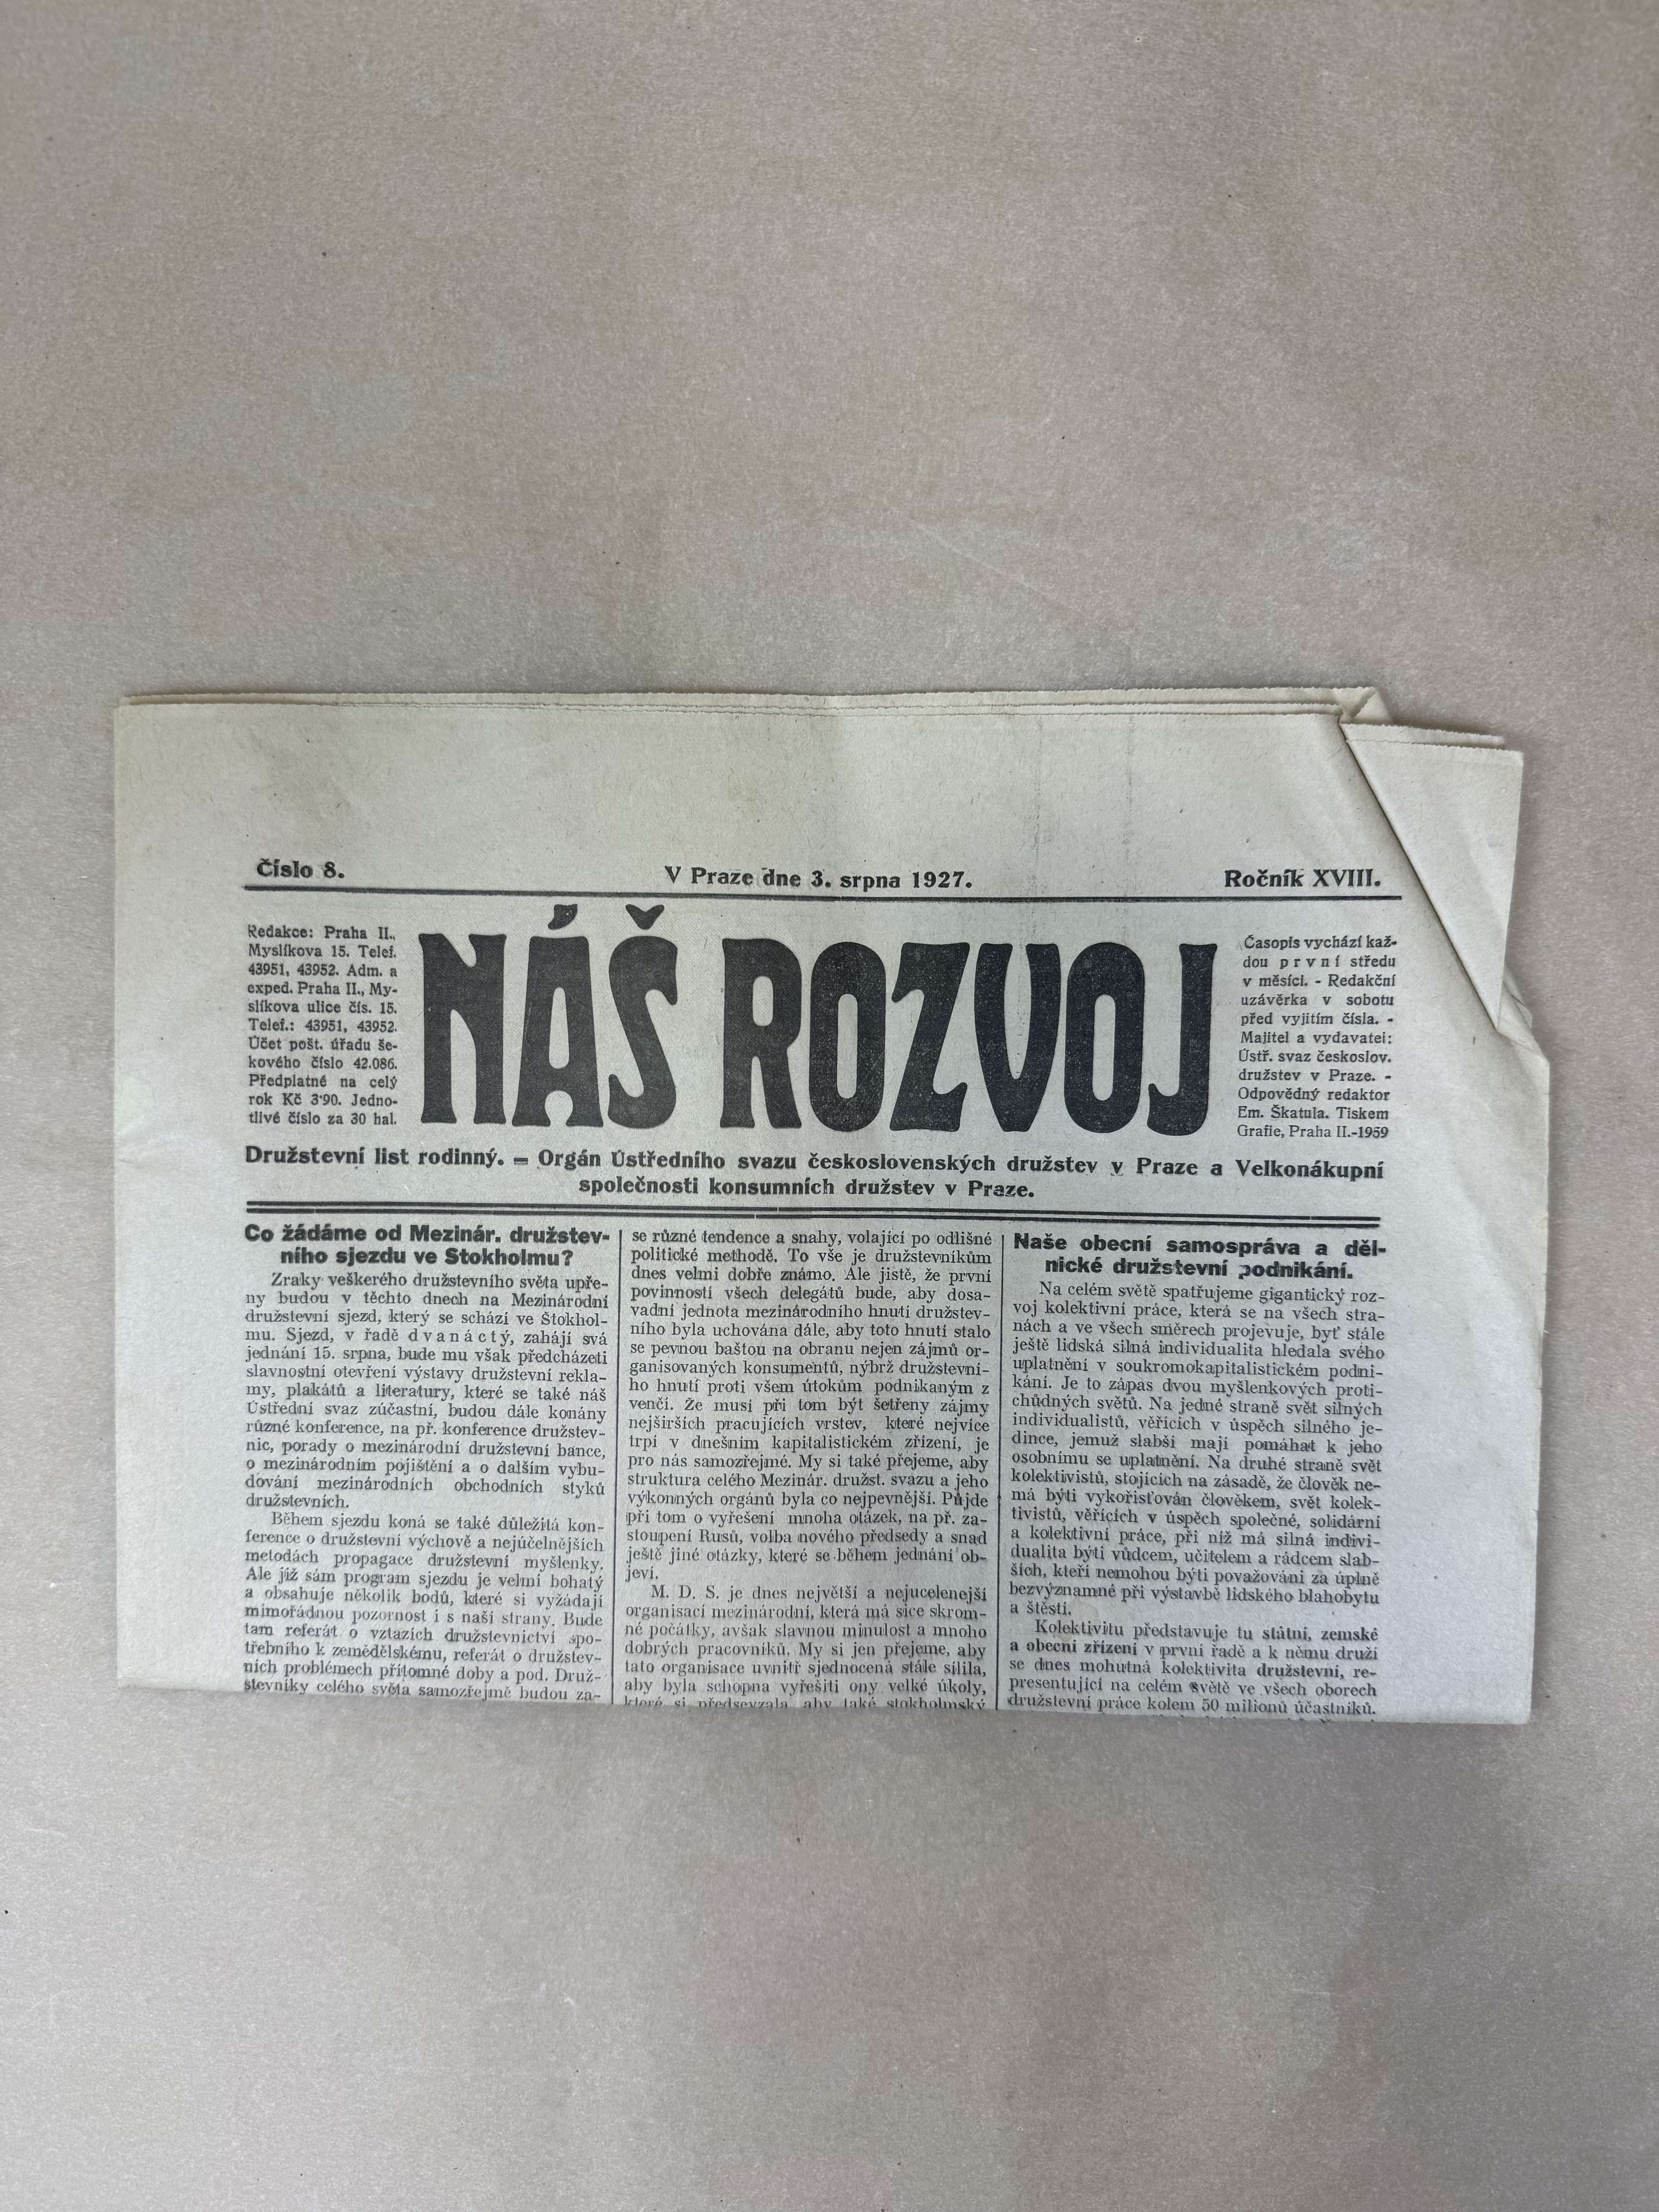 Číslo 8.
V Praze dne 3. srpna 1927.
Ročník XVIII.
Redakce: Praha II.,
Myslíkova 15. Telef.
43951, 43952. Adm. a
exped. Praha II., My-
slíkova ulice čís. 15.
Telef.: 43951, 43952.
Účet pošt. úřadu še-
kového číslo 42.086.
Předplatné na celý
rok Kč 3·90. Jedno-
tlivé číslo za 30 hal.
NÁŠ ROZVOJ
Časopis vychází kaž-
dou první středu
v měsíci. - Redakční
uzávěrka v sobotu
před vyjitím čísla. -
Majitel a vydavatel:
Ústř. svaz českoslov.
družstev v Praze. -
Odpovědný redaktor
Em. Škatula. Tiskem
Grafie, Praha II.-1959
Družstevní list rodinný. — Orgán Ústředního svazu československých družstev v Praze a Velkonákupní
společnosti konsumních družstev v Praze.
Co žádáme od Mezinár. družstev-
ního sjezdu ve Stokholmu?
Zraky veškerého družstevního světa upře-
ny budou v těchto dnech na Mezinárodní
družstevní sjezd, který se schází ve Štokhol-
mu. Sjezd, v řadě dvanáctý, zahájí svá
jednání 15. srpna, bude mu však předcházeti
slavnostní otevření výstavy družstevní rekla-
my, plakátů a literatury, které se také náš
Ústřední svaz zúčastní, budou dále konány
různé konference, na př. konference družstev-
nic, porady o mezinárodní družstevní bance,
o mezinárodním pojištění a o dalším vybu-
dování mezinárodních obchodních styků
družstevních.
Během sjezdu koná se také důležitá kon-
ference o družstevní výchově a nejúčelnějších
metodách propagace družstevní myšlenky.
Ale již sám program sjezdu je velmi bohatý
a obsahuje několik bodů, které si vyžádají
mimořádnou pozornost i s naší strany. Bude
tam referát o vztazích družstevnictví spo-
třebního k zemědělskému, referát o družstev-
ních problémech přítomné doby a pod. Druž-
stevníky celého světa samozřejmě budou za-
se různé tendence a snahy, volající po odlišné
politické methodě. To vše je družstevníkům
dnes velmi dobře známo. Ale jistě, že první
povinností všech delegátů bude, aby dosa-
vadní jednota mezinárodního hnutí družstev-
ního byla uchována dále, aby toto hnutí stalo
se pevnou baštou na obranu nejen zájmů or-
ganisovaných konsumentů, nýbrž družstevní-
ho hnutí proti všem útokům podnikaným z
venčí. Že musí při tom být šetřeny zájmy
nejširších pracujících vrstev, které nejvíce
trpí v dnešním kapitalistickém zřízení, je
pro nás samozřejmé. My si také přejeme, aby
struktura celého Mezinár. družst. svazu a jeho
výkonných orgánů byla co nejpevnější. Půjde
při tom o vyřešení mnoha otázek, na př. za-
stoupení Rusů, volba nového předsedy a snad
ještě jiné otázky, které se během jednání ob-
jeví.
M. D. S. je dnes největší a nejucelenejší
organisací mezinárodní, která má sice skrom-
né počátky, avšak slavnou minulost a mnoho
dobrých pracovníků. My si jen přejeme, aby
tato organisace uvnitř sjednocená stále sílila,
aby byla schopna vyřešiti ony velké úkoly,
které si předsevzala, aby také stokholmský
Naše obecní samospráva a děl-
nické družstevní podnikání.
Na celém světě spatřujeme gigantický roz-
voj kolektivní práce, která se na všech stra-
nách a ve všech směrech projevuje, byť stále
ještě lidská silná individualita hledala svého
uplatnění v soukromokapitalistickém podni-
kání. Je to zápas dvou myšlenkových proti-
chůdných světů. Na jedné straně svět silných
individualistů, věřících v úspěch silného je-
dince, jemuž slabší mají pomáhat k jeho
osobnímu se uplatnění. Na druhé straně svět
kolektivistů, stojících na zásadě, že člověk ne-
má býti vykořisťován člověkem, svět kolek-
tivistů, věřících v úspěch společné, solidární
a kolektivní práce, při níž má silná indivi-
dualita býti vůdcem, učitelem a rádcem slab-
ších, kteří nemohou býti považováni za úplně
bezvýznamné při výstavbě lidského blahobytu
a štěstí.
Kolektivitu představuje tu státní, zemské
a obecní zřízení v první řadě a k němu druží
se dnes mohutná kolektivita družstevní, re-
presentující na celém světě ve všech oborech
družstevní práce kolem 50 milionů účastníků.